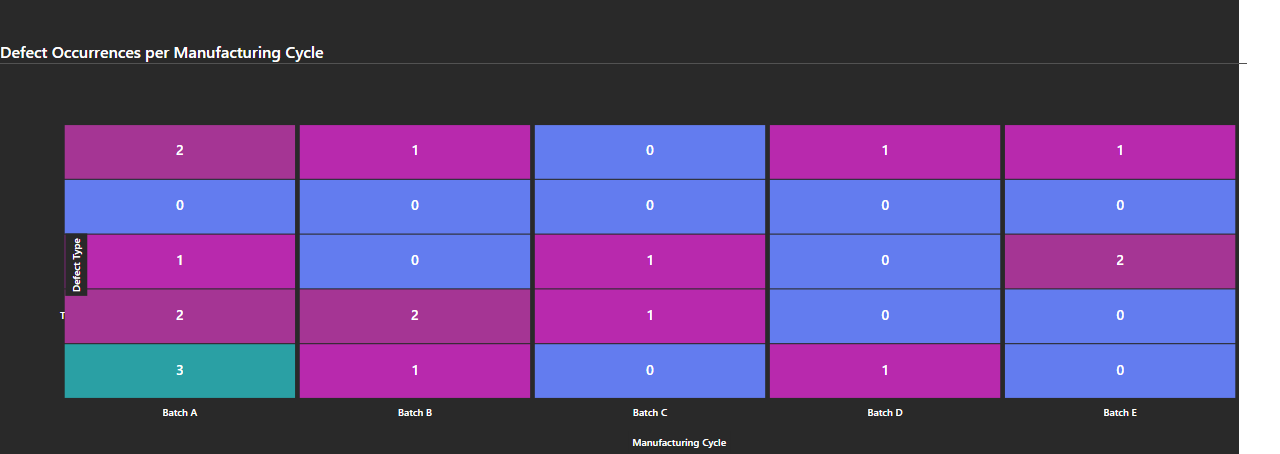 Defect Occurrences per Manufacturing Cycle
2 1 0 1 1
0 0 0 0 0
Defect Type
1 0 1 0 2
T
2 2 1 0 0
3 1 0 1 0
Batch A Batch B Batch C Batch D Batch E
Manufacturing Cycle